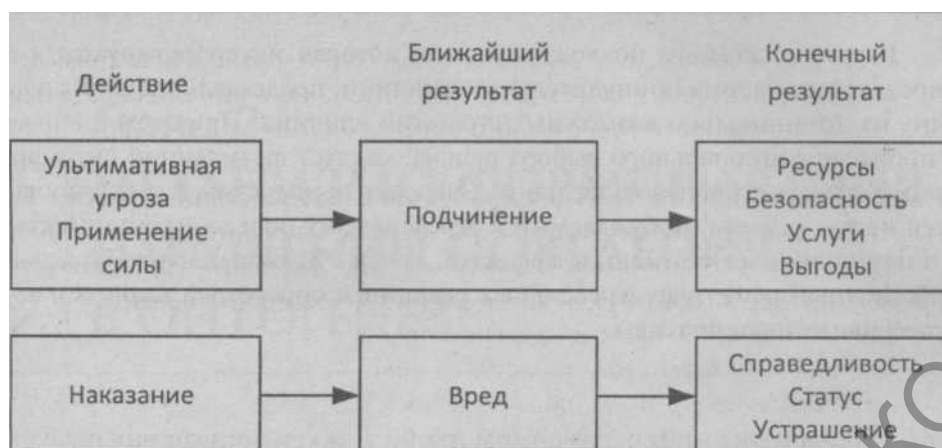 Действие
Ближайший
результат
Конечный
результат
Ультимативная
угроза
Применение
силы
Подчинение
Ресурсы
Безопасность
Услуги
Выгоды
Наказание
Вред
Справедливость
Статус
Устрашение